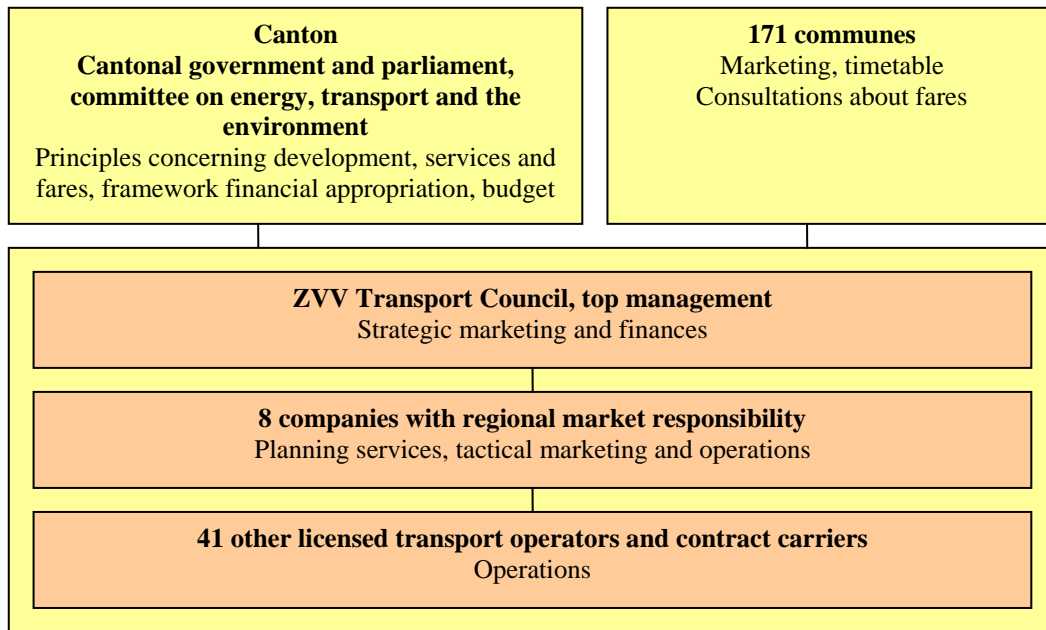 Canton
Cantonal government and parliament,
committee on energy, transport and the
environment
Principles concerning development, services and
fares, framework financial appropriation, budget
171 communes
Marketing, timetable
Consultations about fares
ZVV Transport Council, top management
Strategic marketing and finances
8 companies with regional market responsibility
Planning services, tactical marketing and operations
41 other licensed transport operators and contract carriers
Operations